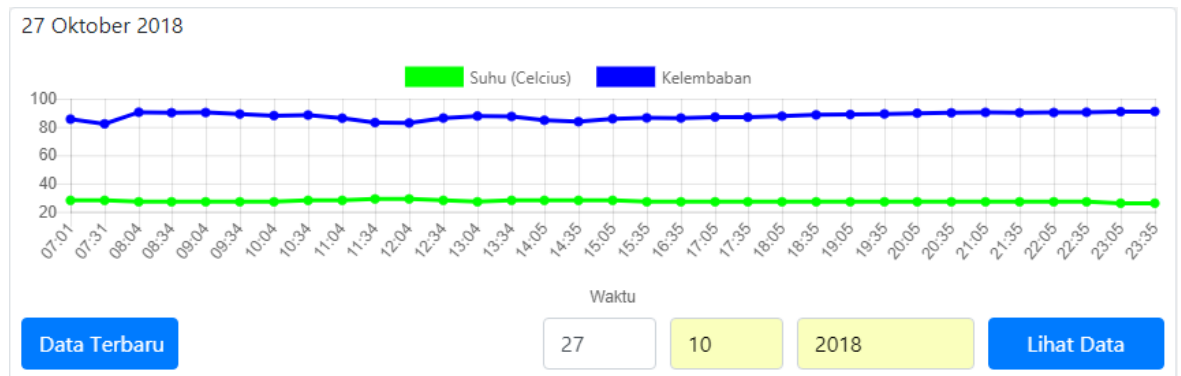 27 Oktober 2018
Suhu (Celcius) Kelembaban
100
80
60
40
20
07:01 07:31 08:04 08:34 09:04 09:34 10:04 10:34 11:04 11:34 12:04 12:34 13:04 13:34 14:05 14:35 15:05 15:35 16:35 17:05 17:35 18:05 18:35 19:05 19:35 20:05 20:35 21:05 21:35 22:05 22:35 23:05 23:35
Waktu
Data Terbaru 27 10 2018 Lihat Data